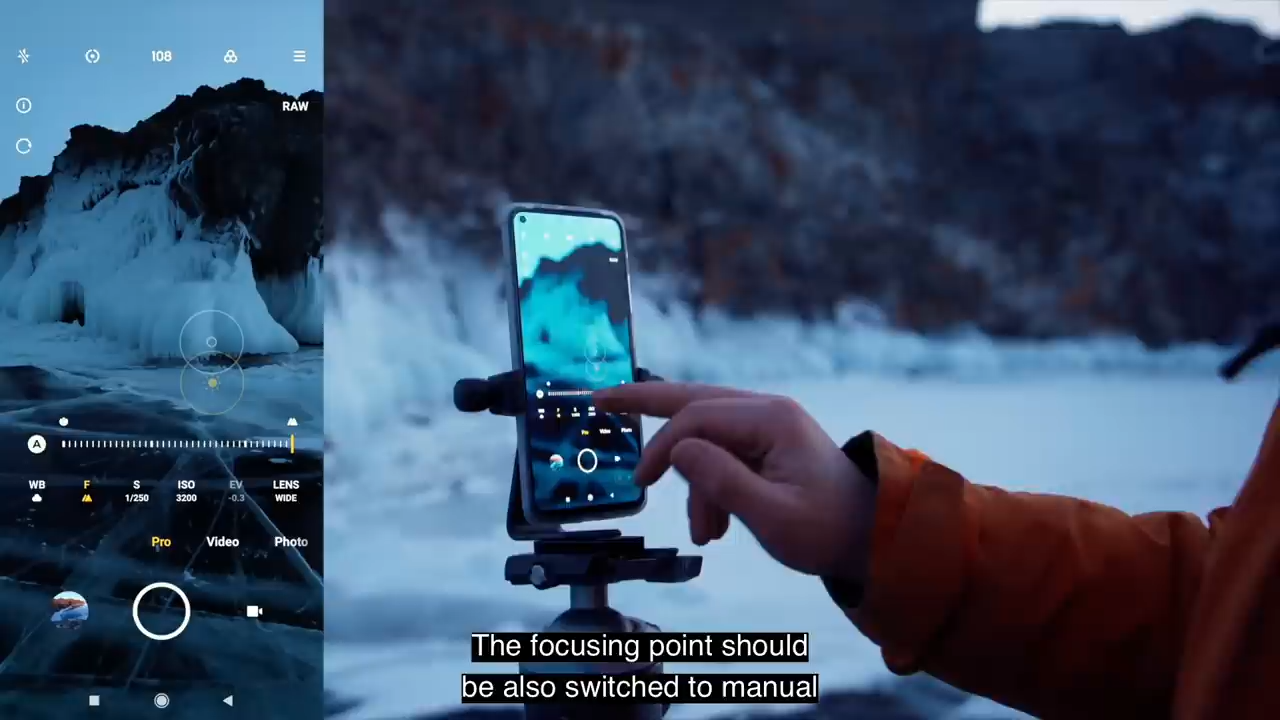 108
RAW
A
WB
F
S
ISO
EV
LENS
1/250
3200
-0.3
WIDE
Pro
Video
Photo
The focusing point should
be also switched to manual